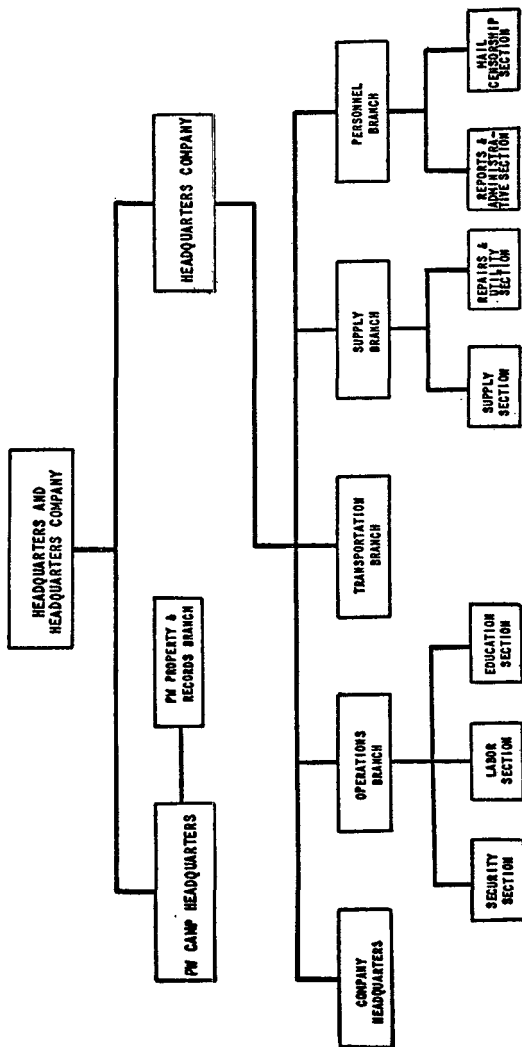 HEADQUARTERS AND
HEADQUARTERS COMPANY
PW CAMP HEADQUARTERS
PW PROPERTY &
RECORDS BRANCH
HEADQUARTERS COMPANY
COMPANY
HEADQUARTERS
OPERATIONS
BRANCH
TRANSPORTATION
BRANCH
SUPPLY
BRANCH
PERSONNEL
BRANCH
SECURITY
SECTION
LABOR
SECTION
EDUCATION
SECTION
SUPPLY
SECTION
REPAIRS &
UTILITY
SECTION
REPORTS &
ADMINISTRA-
TIVE SECTION
MAIL
CENSORSHIP
SECTION